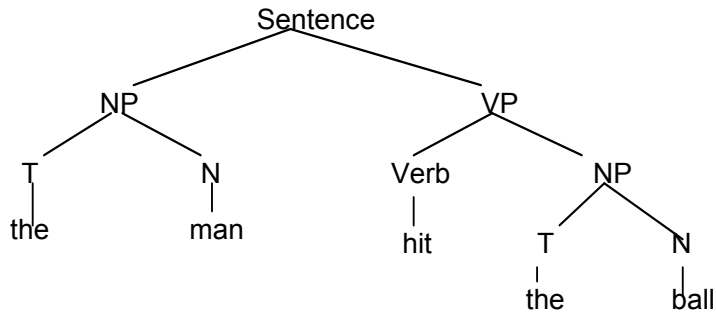 Sentence
NP VP
T N Verb NP
the man hit T N
the ball